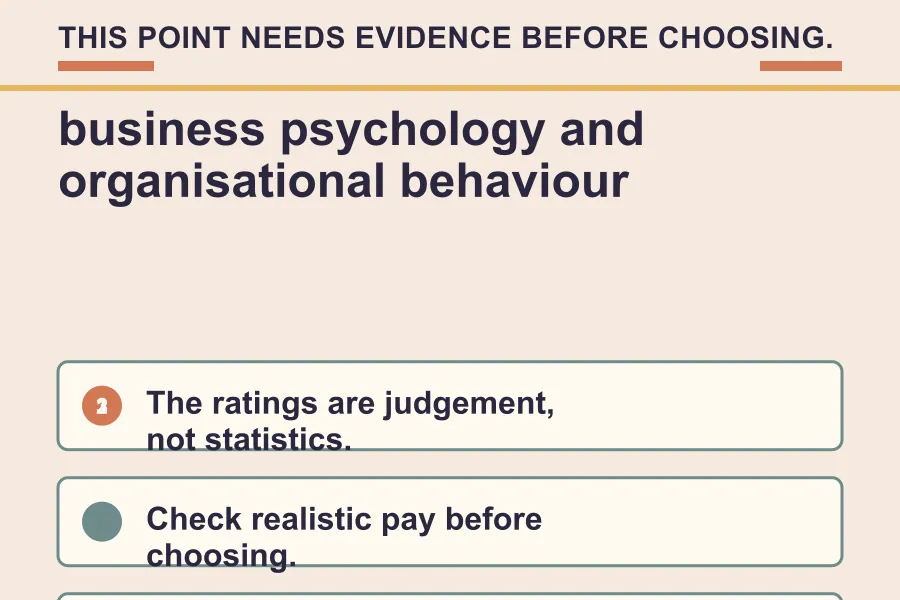 THIS POINT NEEDS EVIDENCE BEFORE CHOOSING.
business psychology and
organisational behaviour
The ratings are judgement,
not statistics.
Check realistic pay before
choosing.